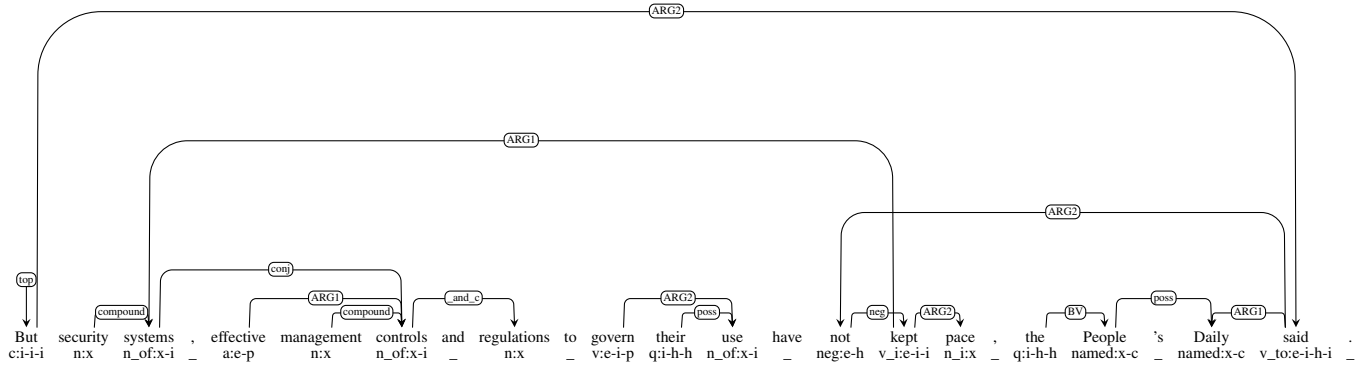 ARG2
ARG1
ARG2
conj
top
ARG1 _and_c ARG2 BV poss
compound compound poss neg ARG2 ARG1
But security systems , effective management controls and regulations to govern their use have not kept pace , the People 's Daily said .
c:i-i-i n:x n_of:x-i _ a:e-p n:x n_of:x-i _ n:x _ v:e-i-p q:i-h-h n_of:x-i _ neg:e-h v_i:e-i-i n_i:x _ q:i-h-h named:x-c _ named:x-c v_to:e-i-h-i _